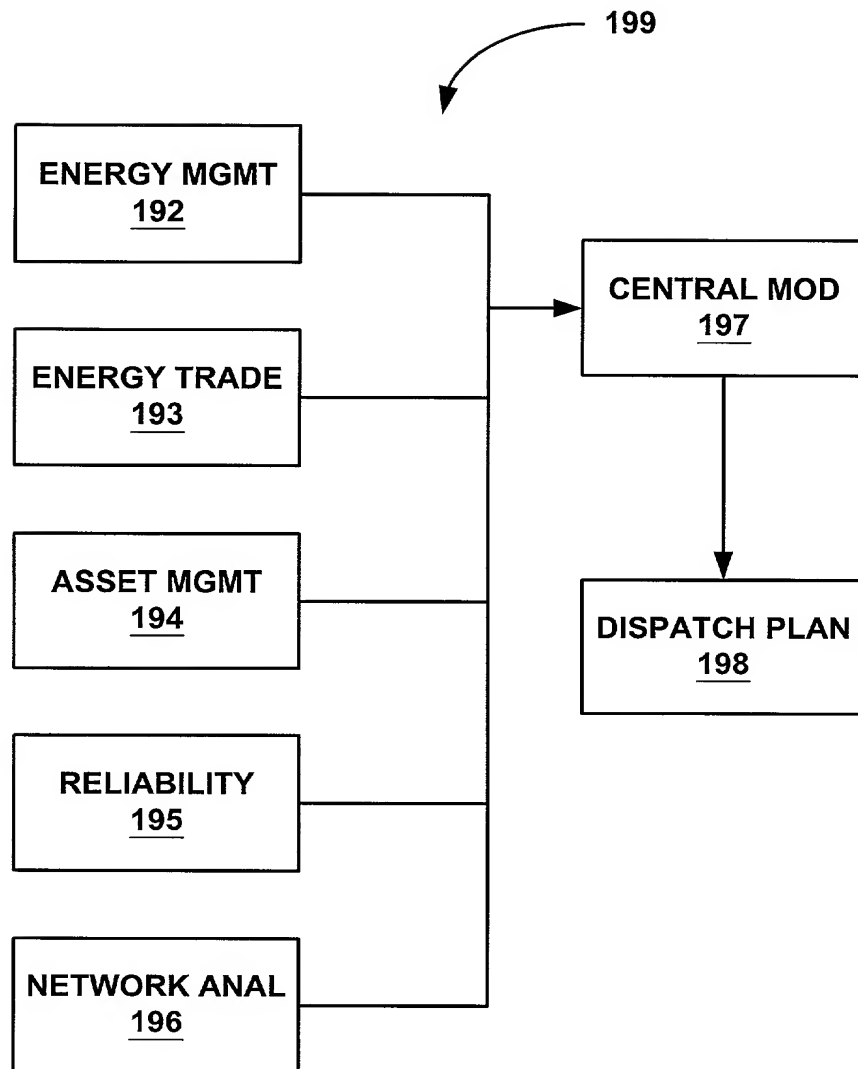 199
ENERGY MGMT
192
ENERGY TRADE
193
ASSET MGMT
194
RELIABILITY
195
NETWORK ANAL
196
CENTRAL MOD
197
DISPATCH PLAN
198